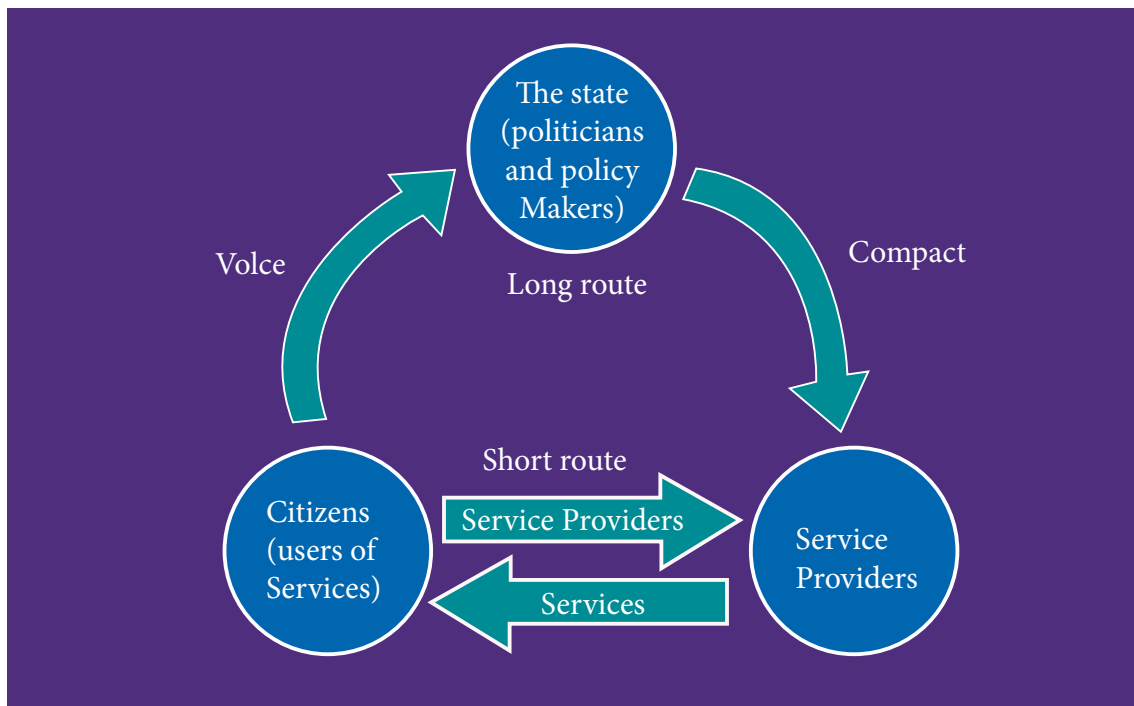 The state
(politicians
and policy
Makers)
Volce
Compact
Long route
Short route
Citizens
(users of
Services)
Service Providers
Services
Service
Providers